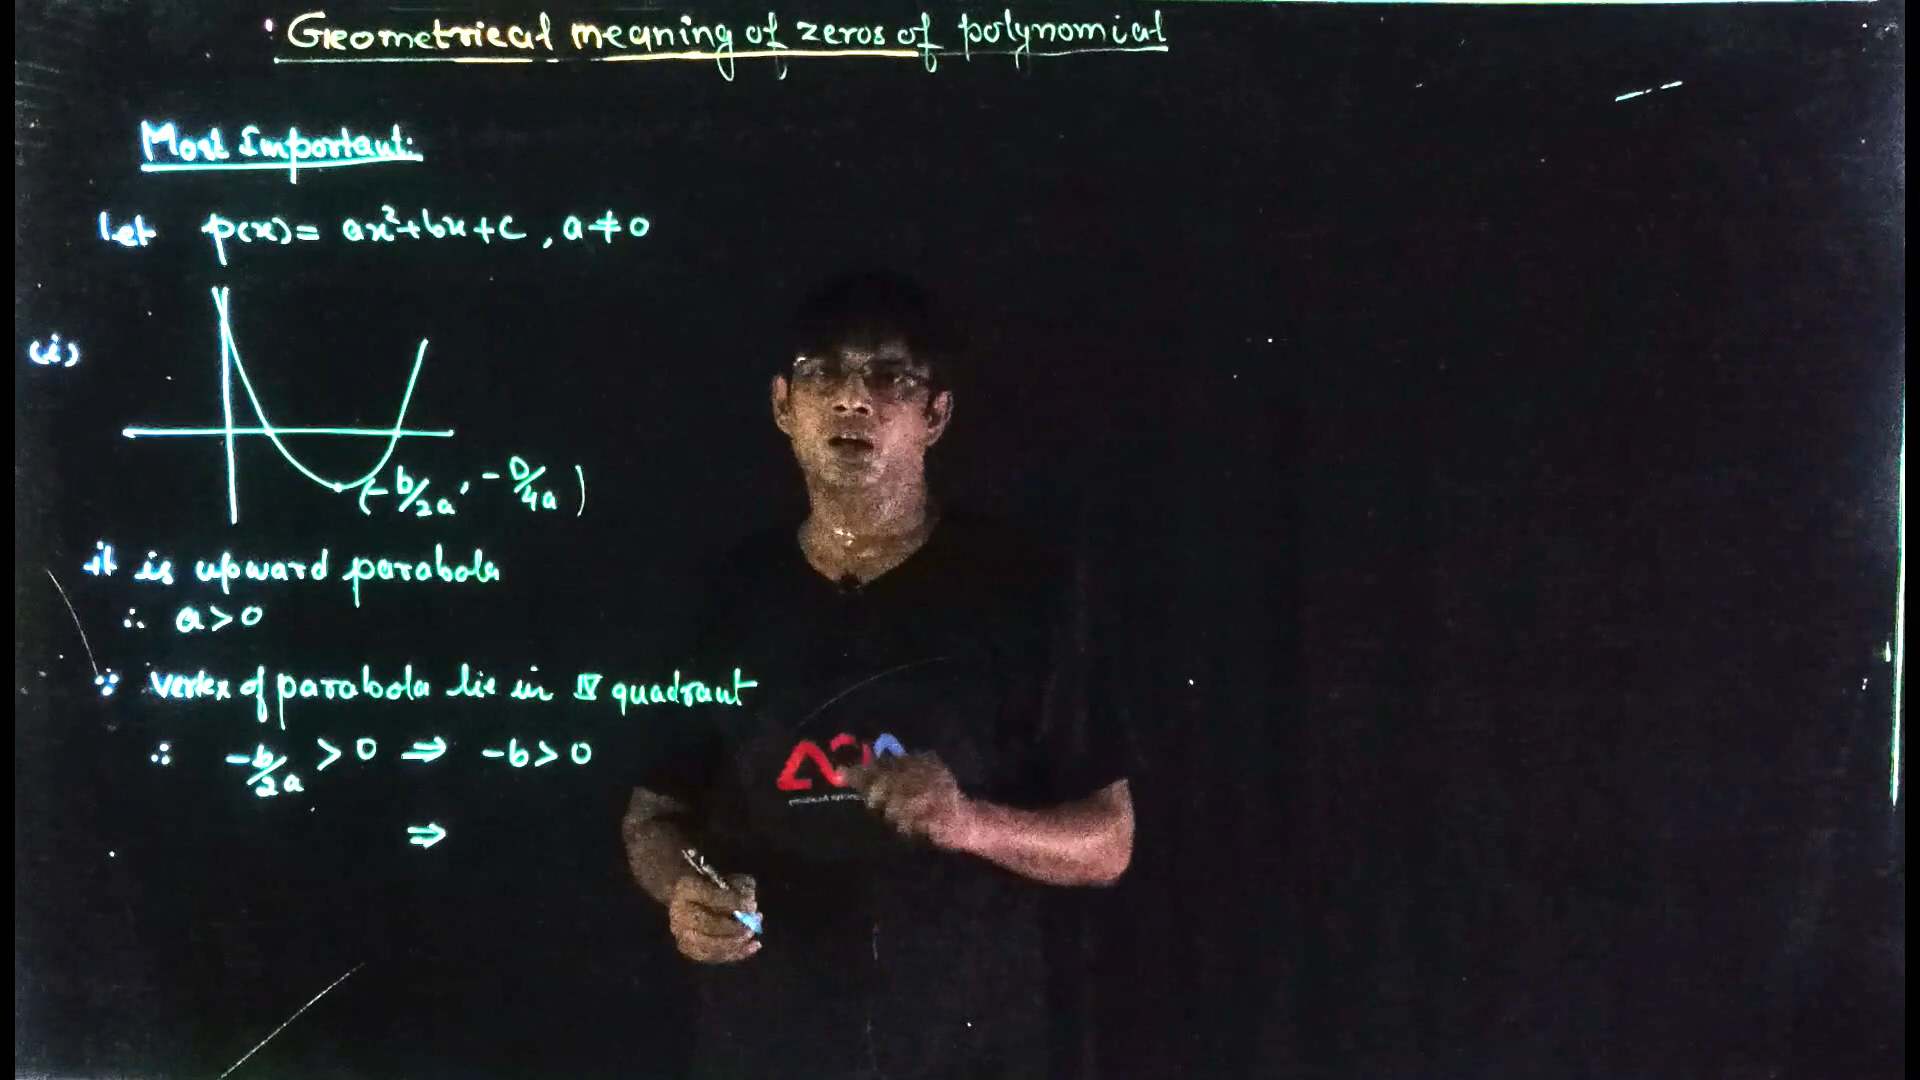 Geometrical meaning of zeros of polynomial
Most Important:
let p(x) = ax²+bx+c, a≠0
(i)
(-b/2a, -D/4a)
it is upward parabola
∴ a>0
∵ vertex of parabola lie in IV quadrant
∴ -b/2a > 0 ⇒ -b>0
⇒